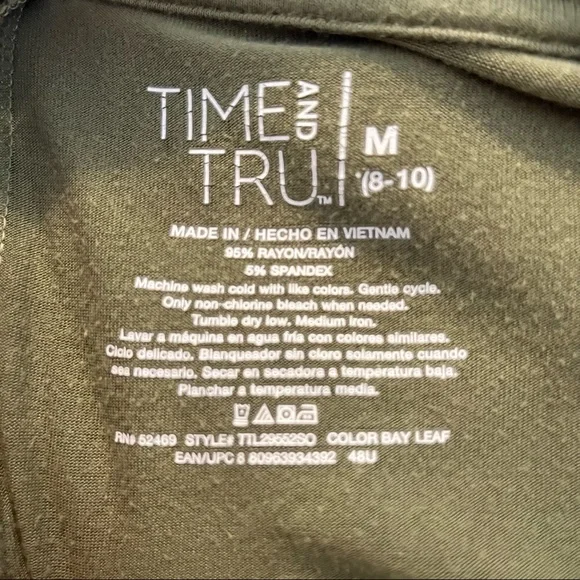 TIME AND
TRU™
M
(8-10)
MADE IN / HECHO EN VIETNAM
95% RAYON/RAYÓN
5% SPANDEX
Machine wash cold with like colors. Gentle cycle.
Only non-chlorine bleach when needed.
Tumble dry low. Medium iron.
Lavar a máquina en agua fría con colores similares.
Ciclo delicado. Blanqueador sin cloro solamente cuando
sea necesario. Secar en secadora a temperatura baja.
Planchar a temperatura media.
RN# 52469 STYLE# TTL29552SO COLOR BAY LEAF
EAN/UPC 8 80963934392 48U